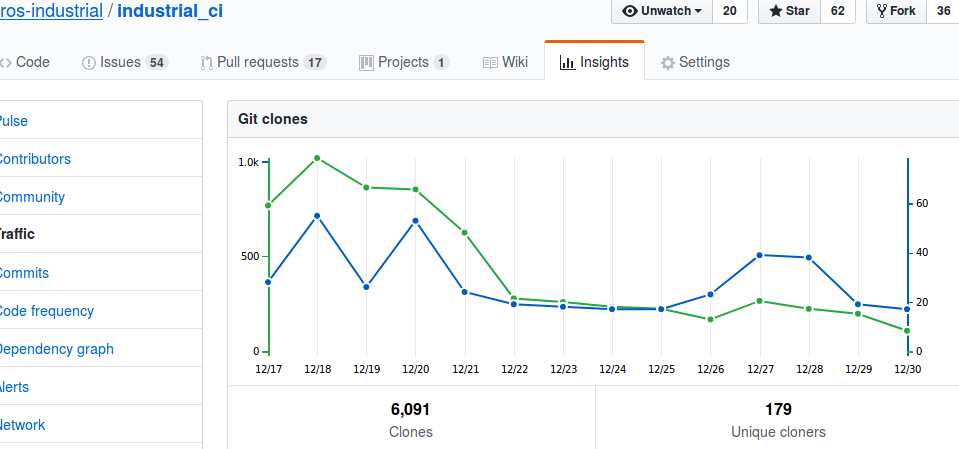 ros-industrial / industrial_ci
Unwatch 20 Star 62 Fork 36
Code Issues 54 Pull requests 17 Projects 1 Wiki Insights Settings
Pulse
Contributors
Community
Traffic
Commits
Code frequency
Dependency graph
Alerts
Network
Git clones
1.0k
500
0
60
40
20
0
12/17 12/18 12/19 12/20 12/21 12/22 12/23 12/24 12/25 12/26 12/27 12/28 12/29 12/30
6,091
Clones
179
Unique cloners